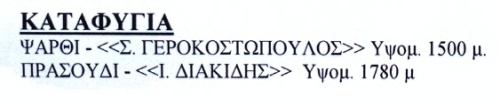 ΚΑΤΑΦΥΓΙΑ
ΨΑΡΘΙ - <<Σ. ΓΕΡΟΚΟΣΤΩΠΟΥΛΟΣ>> Υψομ. 1500 μ.
ΠΡΑΣΟΥΔΙ - <<Ι. ΔΙΑΚΙΔΗΣ>> Υψομ. 1780 μ